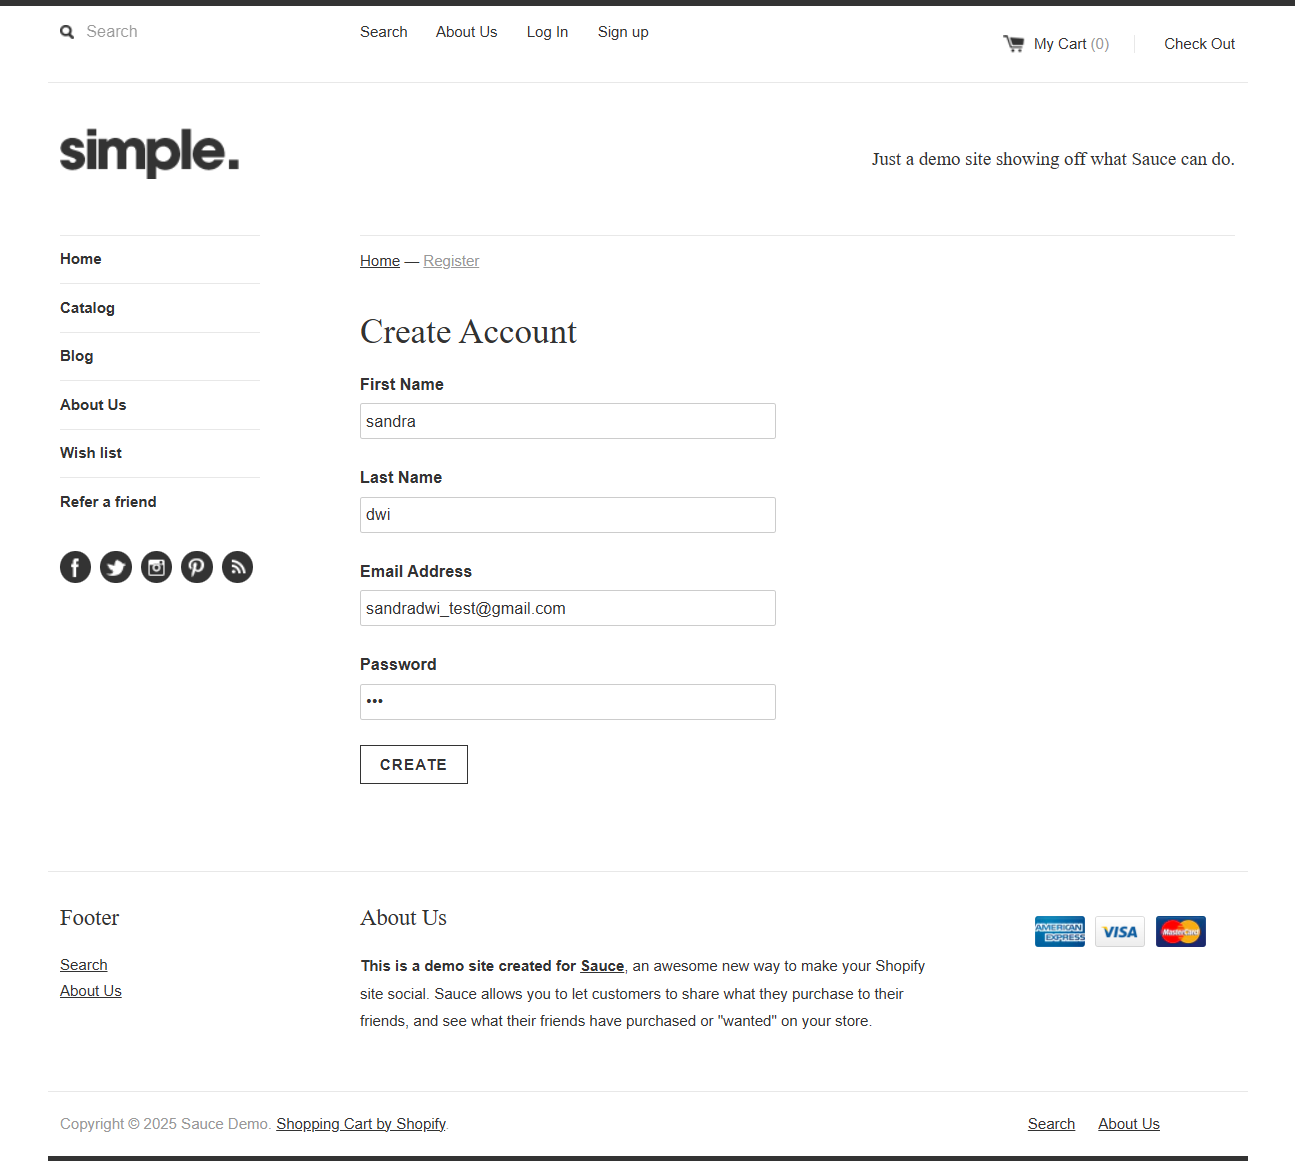 Search
Search About Us Log In Sign up
My Cart (0) Check Out
simple.
Just a demo site showing off what Sauce can do.
Home
Catalog
Blog
About Us
Wish list
Refer a friend
Home — Register
Create Account
First Name
sandra
Last Name
dwi
Email Address
sandradwi_test@gmail.com
Password
•••
CREATE
Footer
Search
About Us
About Us
This is a demo site created for Sauce, an awesome new way to make your Shopify
site social. Sauce allows you to let customers to share what they purchase to their
friends, and see what their friends have purchased or "wanted" on your store.
AMERICAN
EXPRESS
VISA
MasterCard
Copyright © 2025 Sauce Demo. Shopping Cart by Shopify.
Search About Us